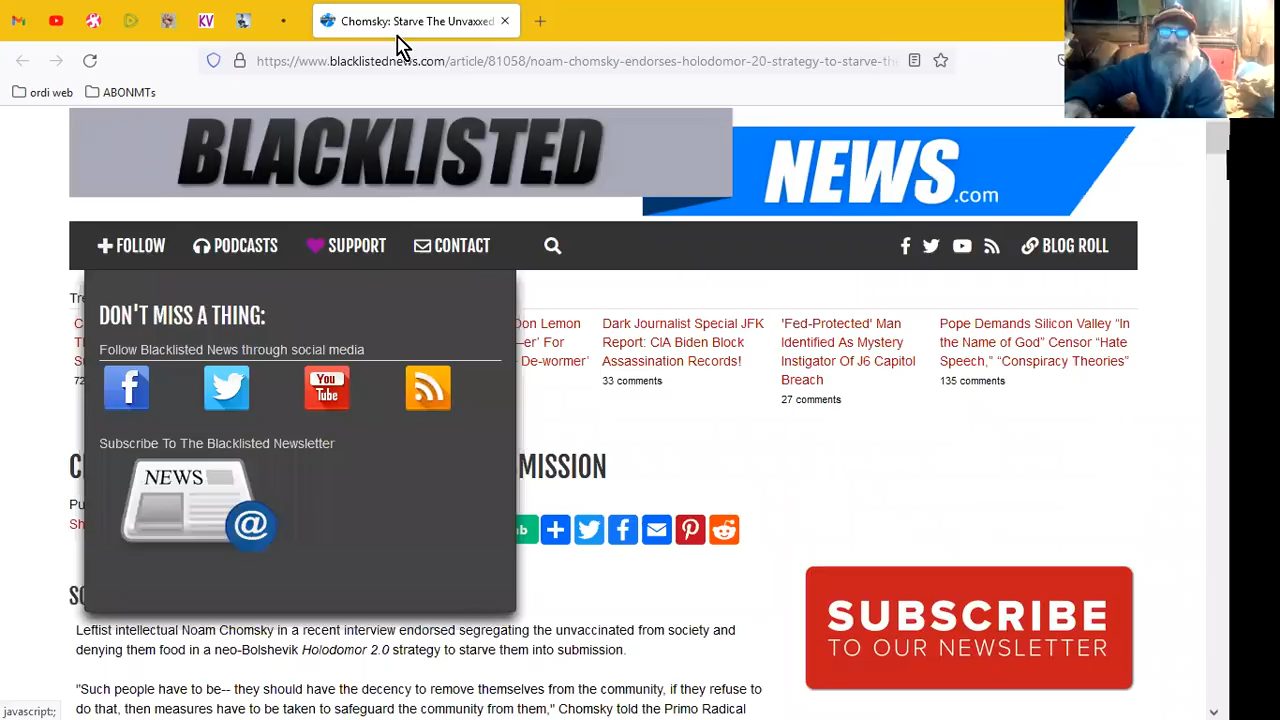 KV
Chomsky: Starve The Unvaxxed
https://www.blacklistednews.com/article/81058/noam-chomsky-endorses-holodomor-20-strategy-to-starve-the
ordi web
ABONMTs
BLACKLISTED
NEWS.com
FOLLOW
PODCASTS
SUPPORT
CONTACT
BLOG ROLL
DON'T MISS A THING:
Follow Blacklisted News through social media
You
Tube
Subscribe To The Blacklisted Newsletter
NEWS
@
Don Lemon
—er' For
De-wormer'
Dark Journalist Special JFK
Report: CIA Biden Block
Assassination Records!
33 comments
'Fed-Protected' Man
Identified As Mystery
Instigator Of J6 Capitol
Breach
27 comments
Pope Demands Silicon Valley “In
the Name of God” Censor “Hate
Speech,” “Conspiracy Theories”
135 comments
MISSION
SUBSCRIBE
TO OUR NEWSLETTER
Leftist intellectual Noam Chomsky in a recent interview endorsed segregating the unvaccinated from society and
denying them food in a neo-Bolshevik Holodomor 2.0 strategy to starve them into submission.
"Such people have to be-- they should have the decency to remove themselves from the community, if they refuse to
do that, then measures have to be taken to safeguard the community from them," Chomsky told the Primo Radical
javascript:;